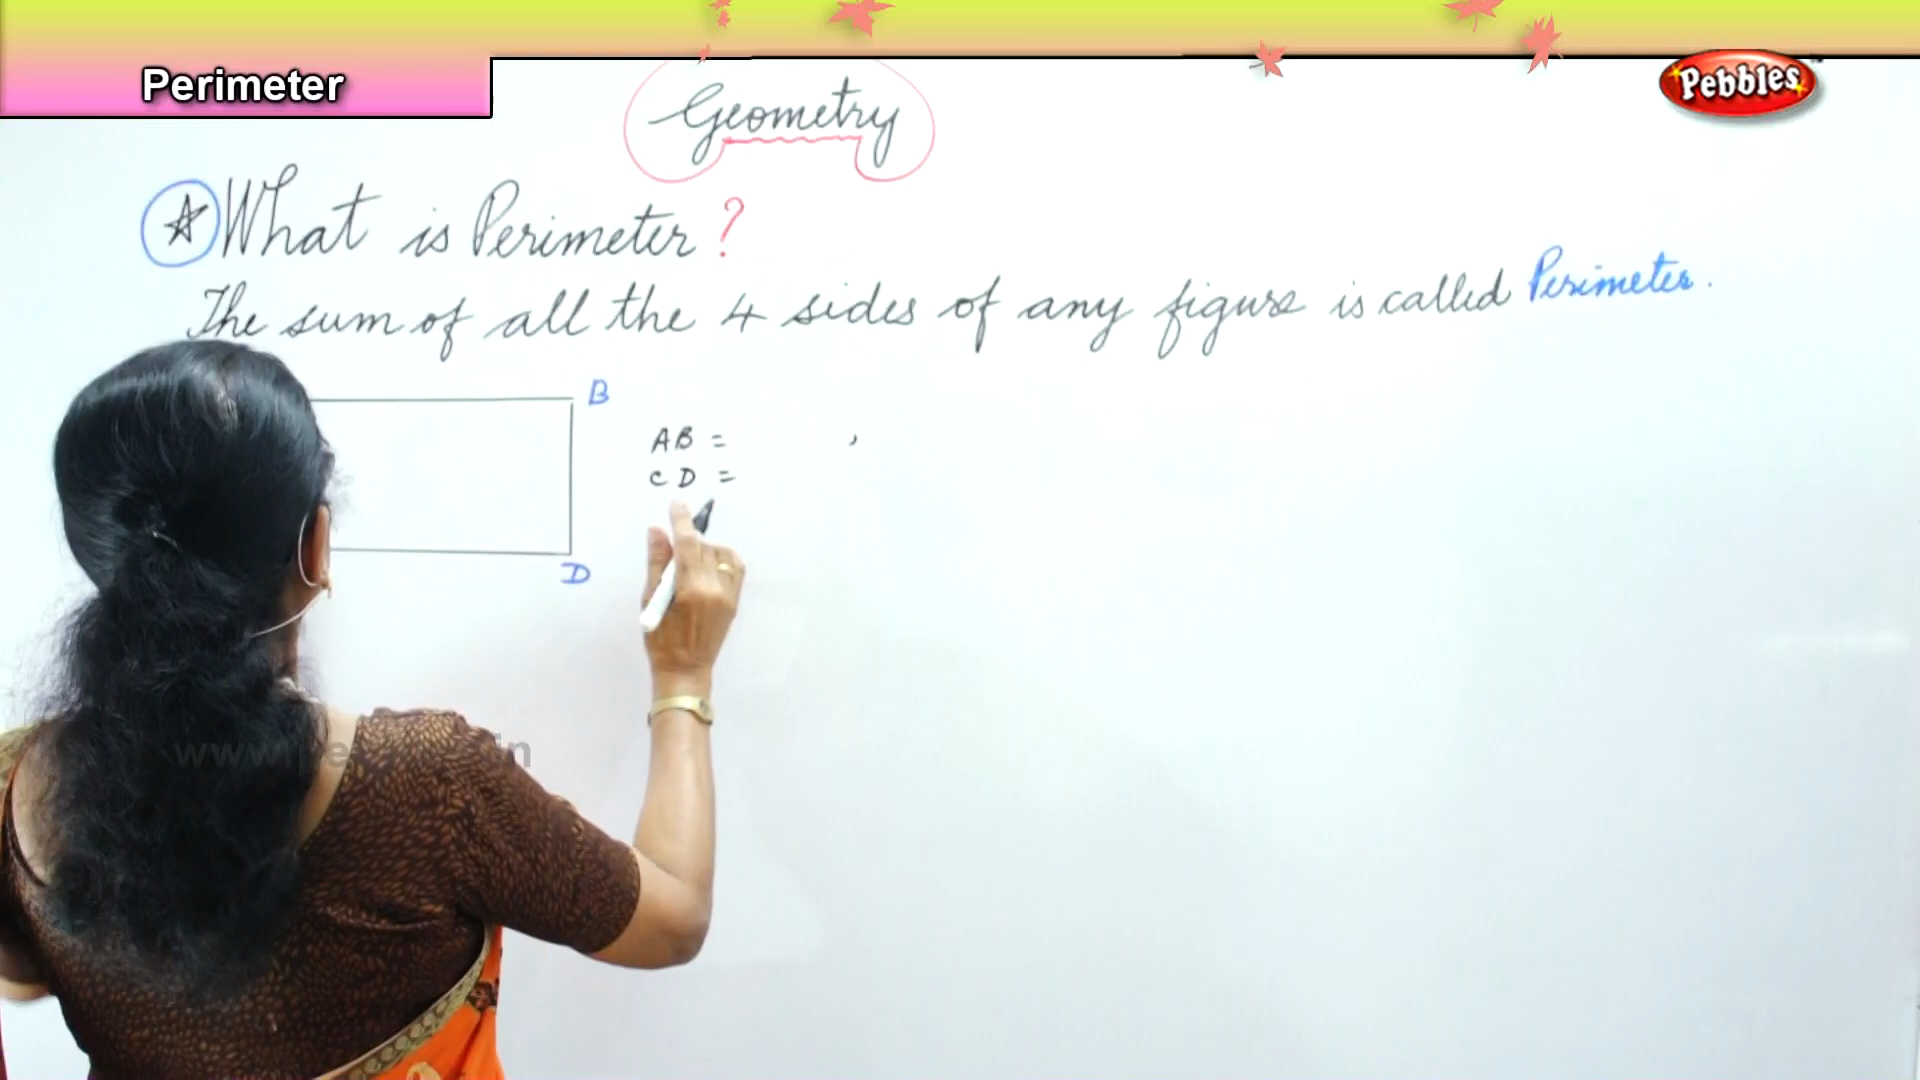 Perimeter
Pebbles
Geometry
What is Perimeter?
The sum of all the 4 sides of any figure is called Perimeter.
B
AB = ,
CD =
D